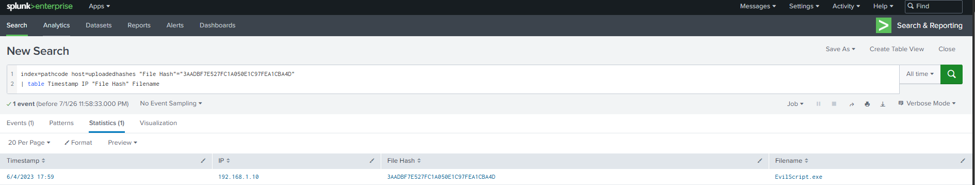 splunk>enterprise Apps Messages Settings Activity Help Find
Search Analytics Datasets Reports Alerts Dashboards Search & Reporting
New Search Save As Create Table View Close
1 index=pathcode host=uploadedhashes "File Hash"="3AADBF7E527FC1A050E1C97FEA1CBA4D" All time
2 | table Timestamp IP "File Hash" Filename
✓ 1 event (before 7/1/26 11:58:33.000 PM) No Event Sampling Job Verbose Mode
Events (1) Patterns Statistics (1) Visualization
20 Per Page Format Preview
Timestamp IP File Hash Filename
6/4/2023 17:59 192.168.1.10 3AADBF7E527FC1A050E1C97FEA1CBA4D EvilScript.exe